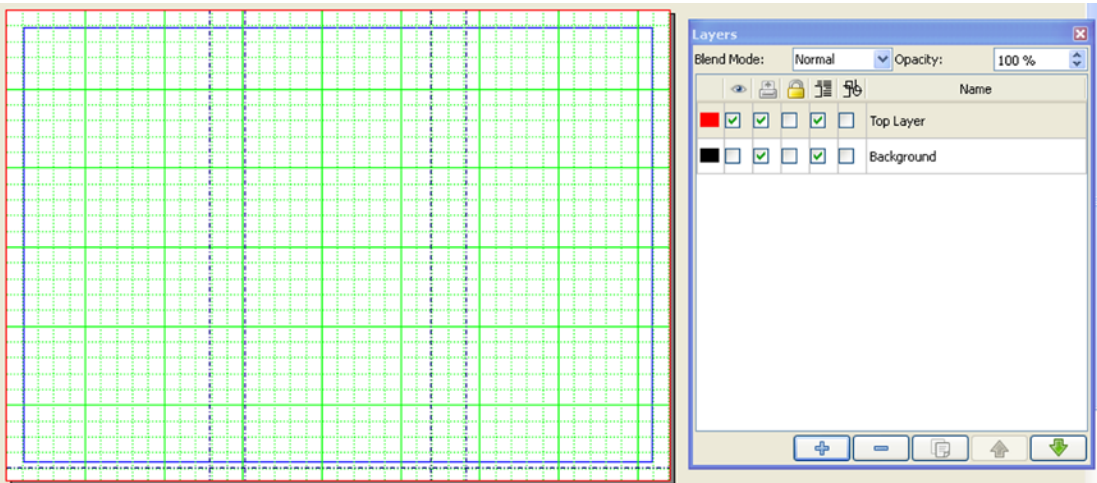 Layers
Blend Mode: Normal Opacity: 100 %
Name
Top Layer
Background